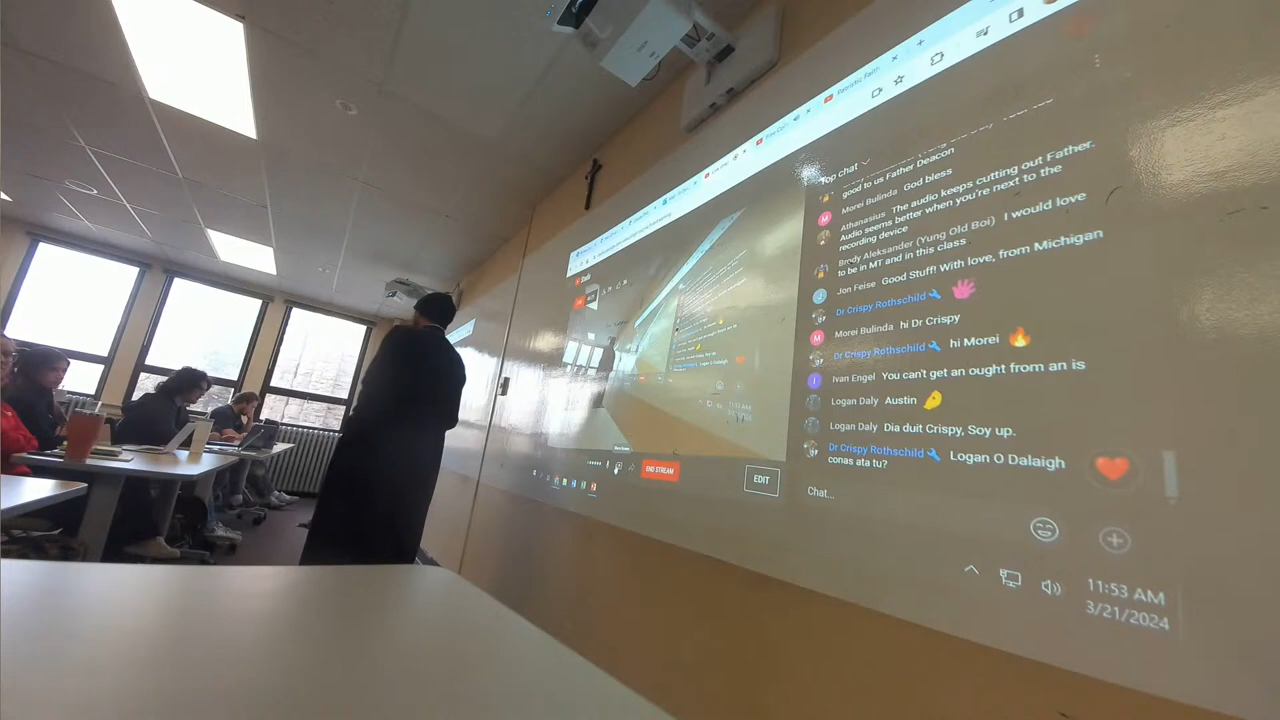 Top chat
good to us Father Deacon
Morei Bulinda God bless
Athanasius The audio keeps cutting out Father.
Audio seems better when you're next to the
recording device
Brody Aleksander (Yung Old Boi) I would love
to be in MT and in this class
Jon Feise Good Stuff! With love, from Michigan
Dr Crispy Rothschild
Morei Bulinda hi Dr Crispy
Dr Crispy Rothschild hi Morei
Ivan Engel You can't get an ought from an is
Logan Daly Austin
Logan Daly Dia duit Crispy, Soy up.
Dr Crispy Rothschild Logan O Dalaigh
conas ata tu?
Chat...
END STREAM
EDIT
11:53 AM
3/21/2024